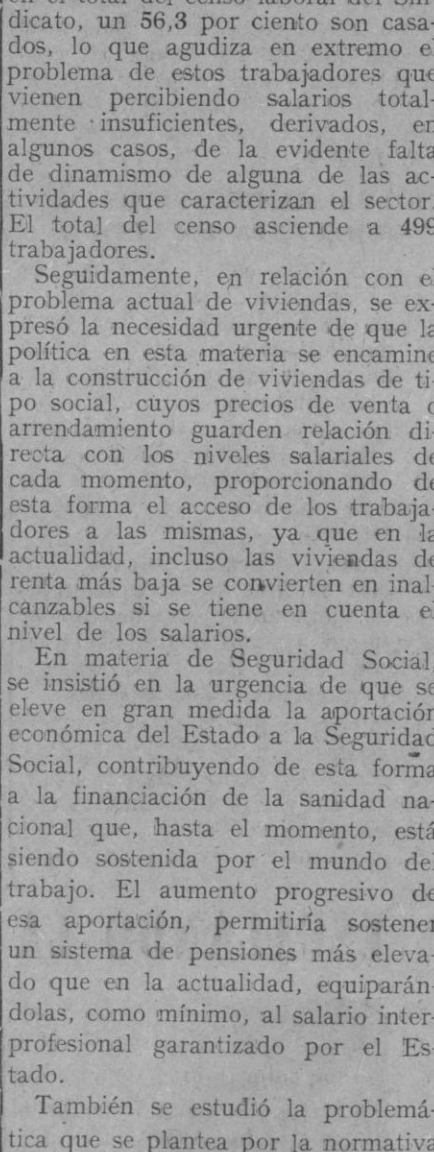 en el total del censo laboral del Sin-
dicato, un 56,3 por ciento son casa-
dos, lo que agudiza en extremo el
problema de estos trabajadores que
vienen percibiendo salarios total-
mente insuficientes, derivados, en
algunos casos, de la evidente falta
de dinamismo de alguna de las ac-
tividades que caracterizan el sector.
El total del censo asciende a 499
trabajadores.
Seguidamente, en relación con el
problema actual de viviendas, se ex-
presó la necesidad urgente de que la
política en esta materia se encamine
a la construcción de viviendas de ti-
po social, cuyos precios de venta o
arrendamiento guarden relación di-
recta con los niveles salariales de
cada momento, proporcionando de
esta forma el acceso de los trabaja-
dores a las mismas, ya que en la
actualidad, incluso las viviendas de
renta más baja se convierten en inal-
canzables si se tiene en cuenta el
nivel de los salarios.
En materia de Seguridad Social
se insistió en la urgencia de que se
eleve en gran medida la aportación
económica del Estado a la Seguridad
Social, contribuyendo de esta forma
a la financiación de la sanidad na-
cional que, hasta el momento, está
siendo sostenida por el mundo del
trabajo. El aumento progresivo de
esa aportación, permitiría sostener
un sistema de pensiones más eleva-
do que en la actualidad, equiparán-
dolas, como mínimo, al salario inter-
profesional garantizado por el Es-
tado.
También se estudió la problemá-
tica que se plantea por la normativa